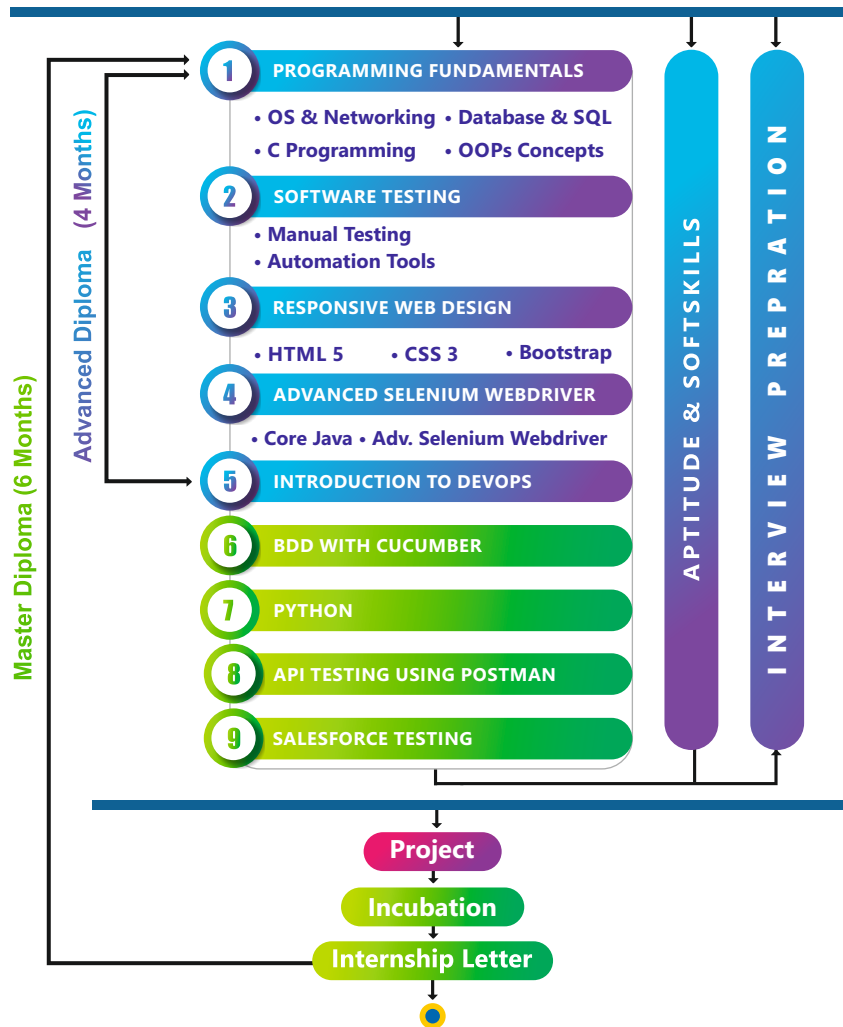 1 PROGRAMMING FUNDAMENTALS
• OS & Networking • Database & SQL
• C Programming • OOPs Concepts
2 SOFTWARE TESTING
• Manual Testing
• Automation Tools
3 RESPONSIVE WEB DESIGN
• HTML 5 • CSS 3 • Bootstrap
4 ADVANCED SELENIUM WEBDRIVER
• Core Java • Adv. Selenium Webdriver
5 INTRODUCTION TO DEVOPS
6 BDD WITH CUCUMBER
7 PYTHON
8 API TESTING USING POSTMAN
9 SALESFORCE TESTING
Advanced Diploma (4 Months)
Master Diploma (6 Months)
APTITUDE & SOFTSKILLS
INTERVIEW PREPRATION
Project
Incubation
Internship Letter